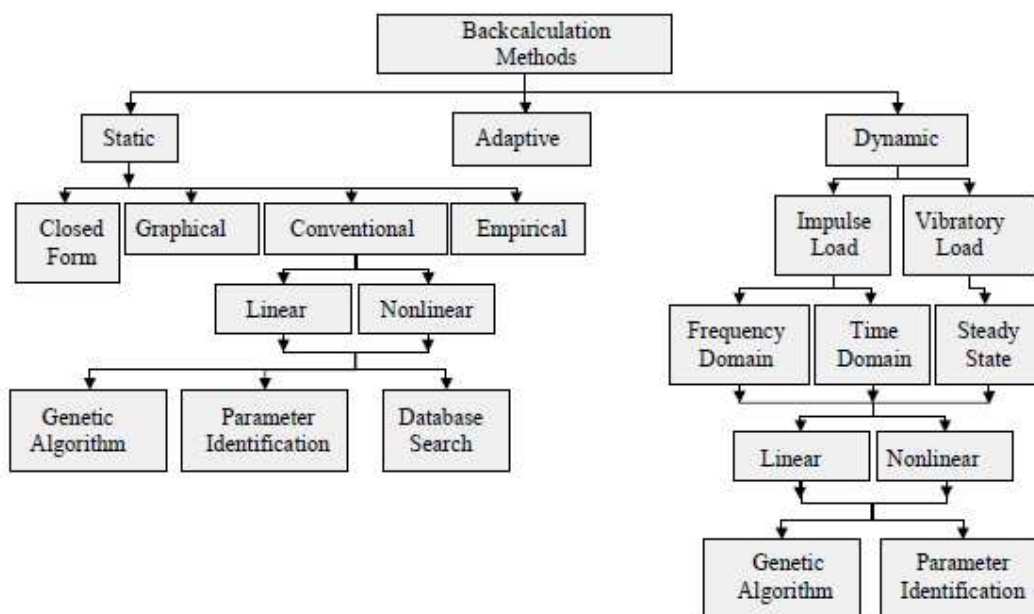 Backcalculation
Methods
Static
Adaptive
Dynamic
Closed
Form
Graphical
Conventional
Empirical
Impulse
Load
Vibratory
Load
Linear
Nonlinear
Frequency
Domain
Time
Domain
Steady
State
Genetic
Algorithm
Parameter
Identification
Database
Search
Linear
Nonlinear
Genetic
Algorithm
Parameter
Identification